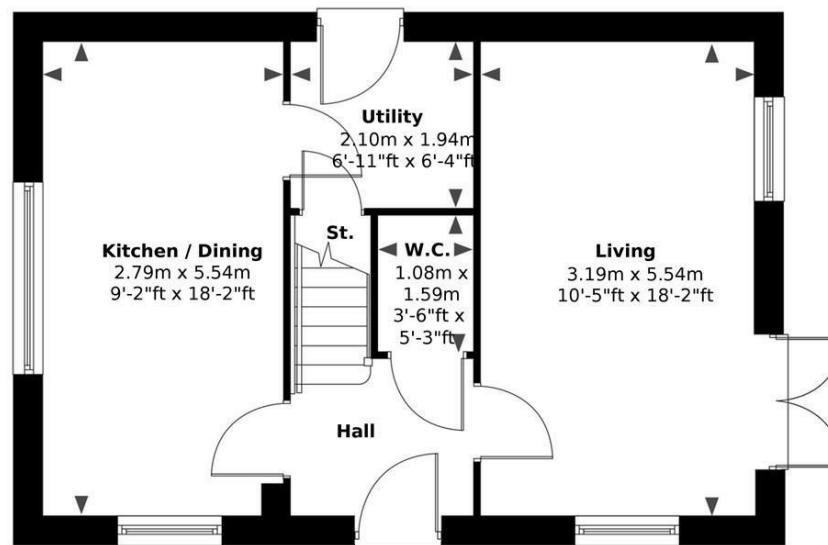 Utility
2.10m x 1.94m
6'-11"ft x 6'-4"ft
St.
Kitchen / Dining
2.79m x 5.54m
9'-2"ft x 18'-2"ft
W.C.
1.08m x
1.59m
3'-6"ft x
5'-3"ft
Living
3.19m x 5.54m
10'-5"ft x 18'-2"ft
Hall